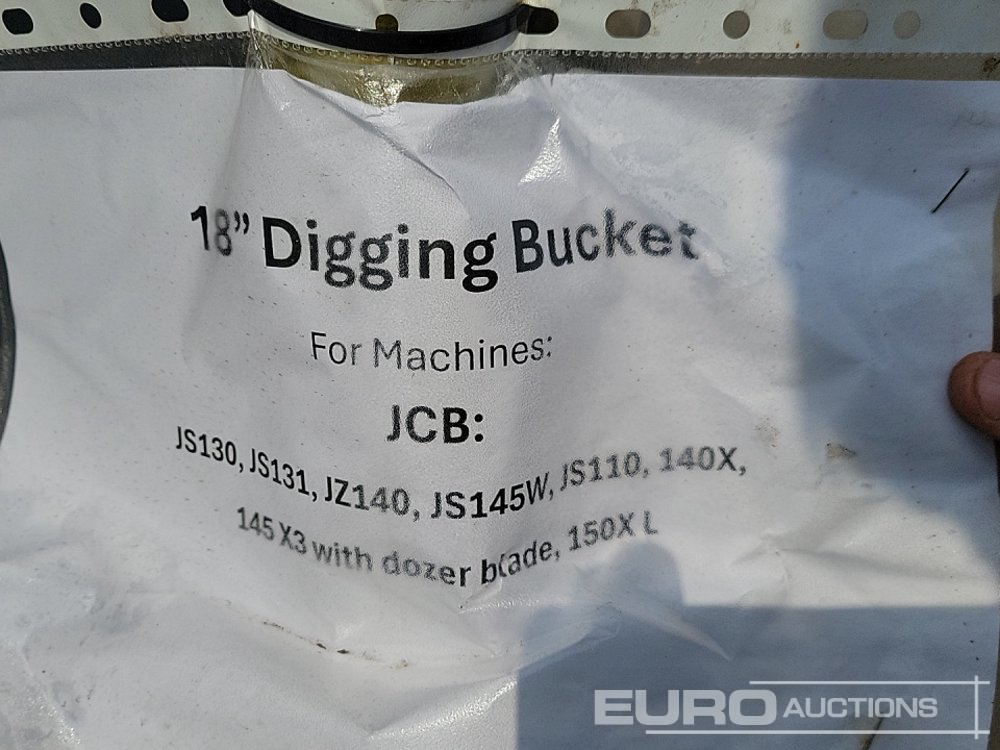 18” Digging Bucket
For Machines:
JCB:
JS130, JS131, JZ140, JS145W, JS110, 140X,
145 X3 with dozer blade, 150X L
EURO AUCTIONS